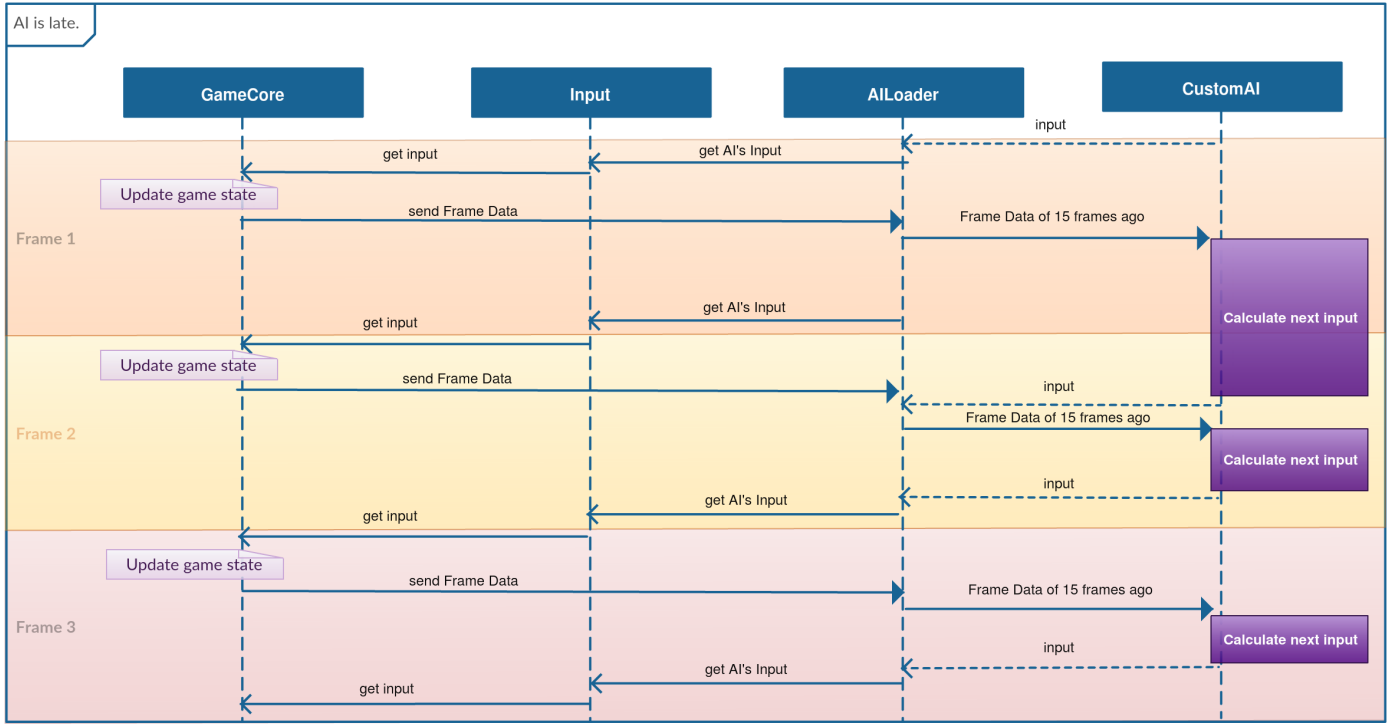 AI is late.
GameCore
Input
AILoader
CustomAI
input
get AI's Input
get input
Update game state
send Frame Data
Frame Data of 15 frames ago
Frame 1
Calculate next input
get AI's Input
get input
Update game state
send Frame Data
input
Frame Data of 15 frames ago
Frame 2
Calculate next input
input
get AI's Input
get input
Update game state
send Frame Data
Frame Data of 15 frames ago
Frame 3
Calculate next input
input
get AI's Input
get input